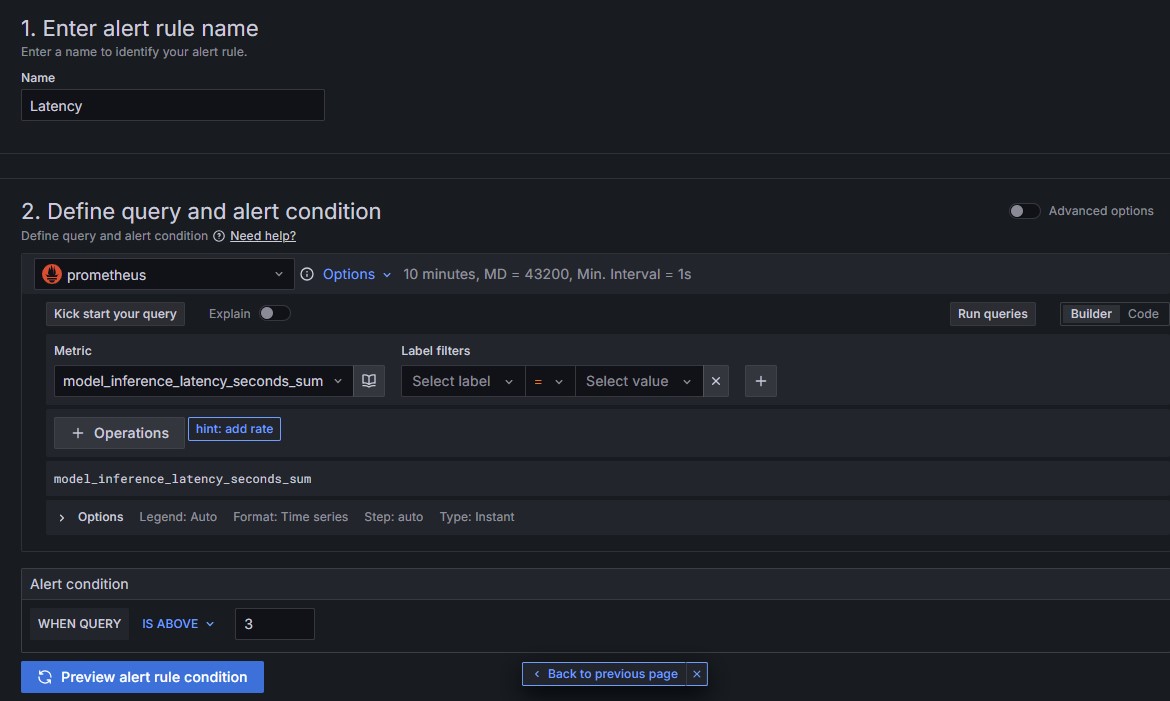 1. Enter alert rule name
Enter a name to identify your alert rule.
Name
Latency
2. Define query and alert condition
Advanced options
Define query and alert condition Need help?
prometheus Options 10 minutes, MD = 43200, Min. Interval = 1s
Kick start your query Explain Run queries Builder Code
Metric Label filters
model_inference_latency_seconds_sum Select label = Select value
+ Operations hint: add rate
model_inference_latency_seconds_sum
Options Legend: Auto Format: Time series Step: auto Type: Instant
Alert condition
WHEN QUERY IS ABOVE 3
Preview alert rule condition
Back to previous page